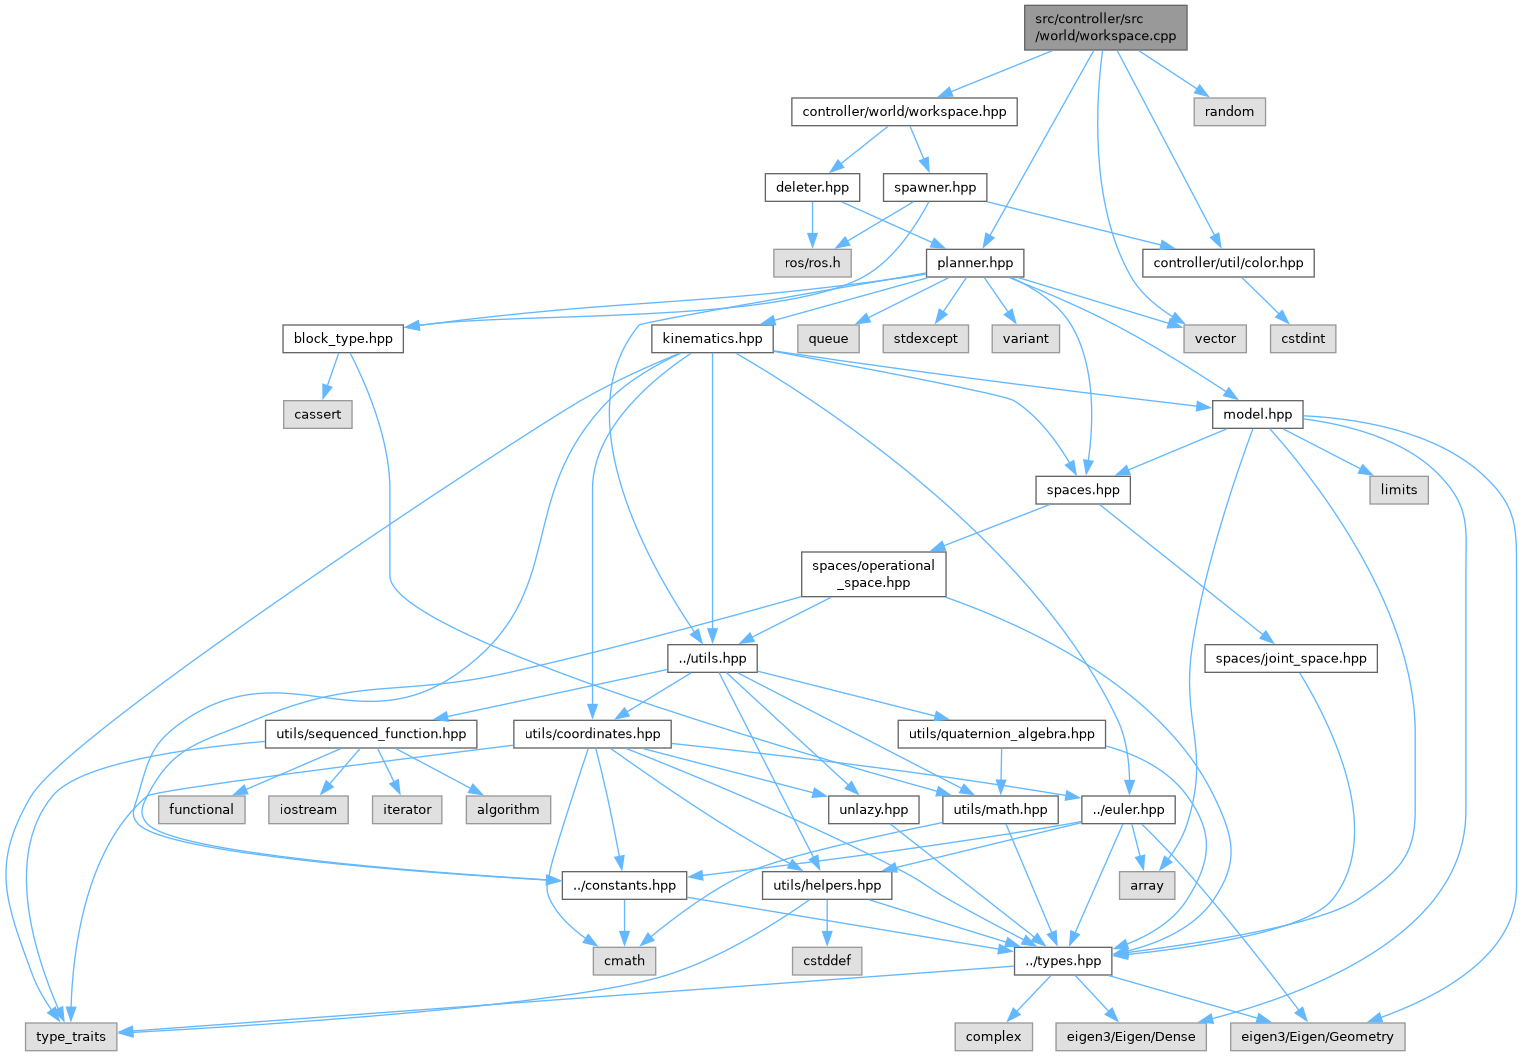 src/controller/src
/world/workspace.cpp
controller/world/workspace.hpp
random
deleter.hpp
spawner.hpp
ros/ros.h
planner.hpp
controller/util/color.hpp
block_type.hpp
kinematics.hpp
queue
stdexcept
variant
vector
cstdint
cassert
model.hpp
spaces.hpp
limits
spaces/operational
_space.hpp
../utils.hpp
spaces/joint_space.hpp
utils/sequenced_function.hpp
utils/coordinates.hpp
utils/quaternion_algebra.hpp
functional
iostream
iterator
algorithm
unlazy.hpp
utils/math.hpp
../euler.hpp
../constants.hpp
utils/helpers.hpp
array
cmath
cstddef
../types.hpp
type_traits
complex
eigen3/Eigen/Dense
eigen3/Eigen/Geometry